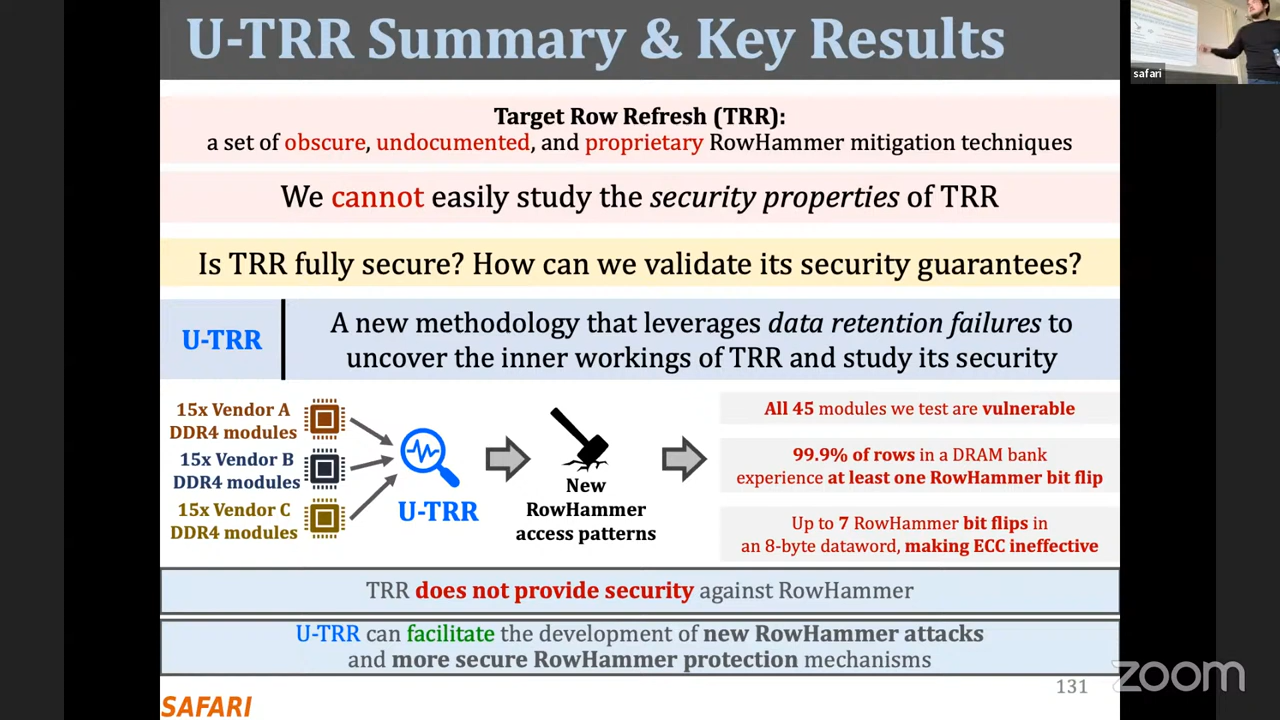 U-TRR Summary & Key Results
safari
Target Row Refresh (TRR):
a set of obscure, undocumented, and proprietary RowHammer mitigation techniques
We cannot easily study the security properties of TRR
Is TRR fully secure? How can we validate its security guarantees?
U-TRR
A new methodology that leverages data retention failures to
uncover the inner workings of TRR and study its security
15x Vendor A
DDR4 modules
15x Vendor B
DDR4 modules
15x Vendor C
DDR4 modules
U-TRR
New
RowHammer
access patterns
All 45 modules we test are vulnerable
99.9% of rows in a DRAM bank
experience at least one RowHammer bit flip
Up to 7 RowHammer bit flips in
an 8-byte dataword, making ECC ineffective
TRR does not provide security against RowHammer
U-TRR can facilitate the development of new RowHammer attacks
and more secure RowHammer protection mechanisms
SAFARI
131
zoom